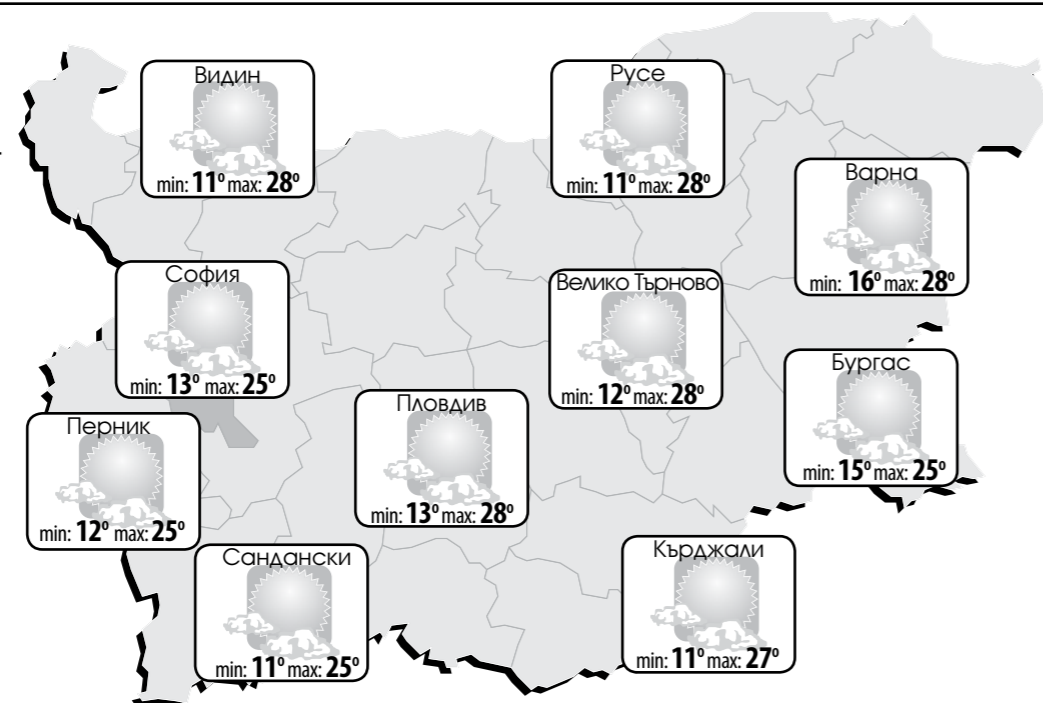 Видин
min: 11° max: 28°
Русе
min: 11° max: 28°
Варна
min: 16° max: 28°
София
min: 13° max: 25°
Велико Търново
min: 12° max: 28°
Бургас
min: 15° max: 25°
Пловдив
min: 13° max: 28°
Перник
min: 12° max: 25°
Сандански
min: 11° max: 25°
Кърджали
min: 11° max: 27°